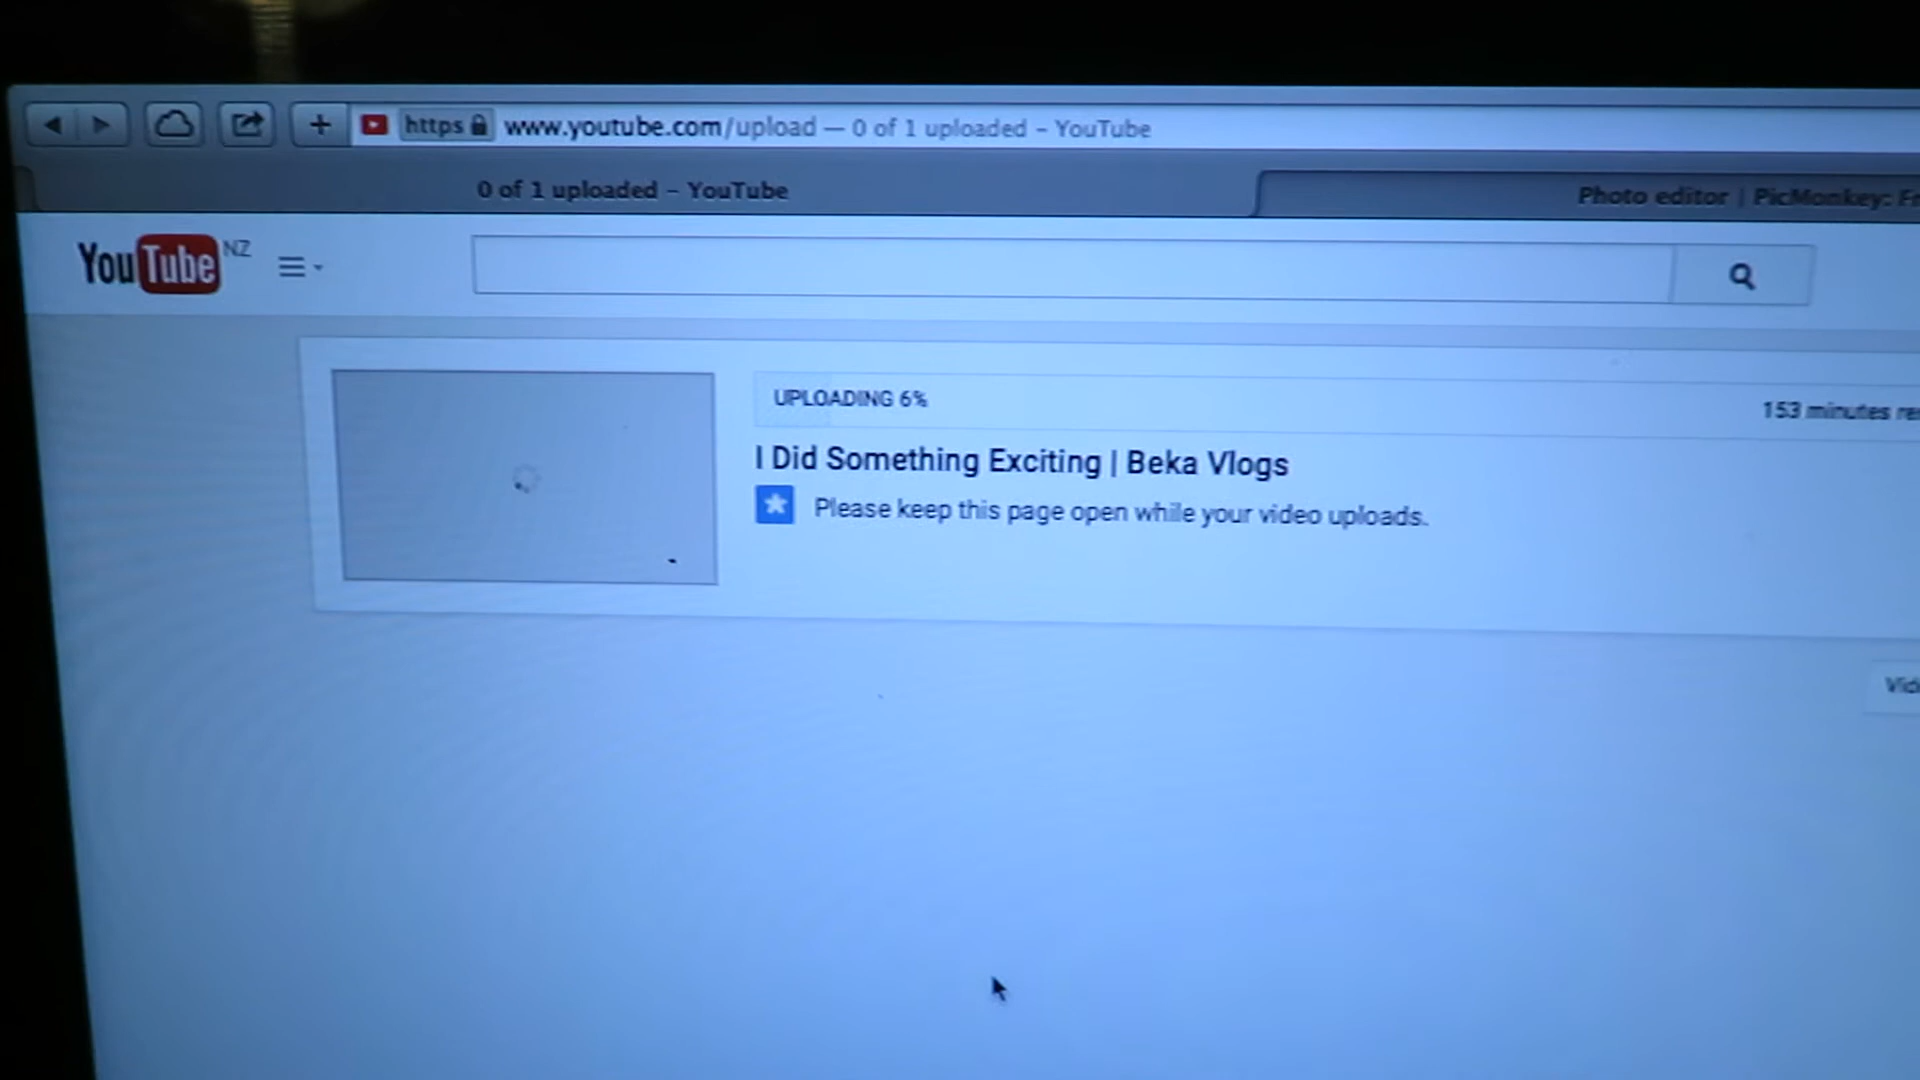 https www.youtube.com/upload — 0 of 1 uploaded – YouTube
0 of 1 uploaded – YouTube
Photo editor | PicMonkey:
YouTube NZ
UPLOADING 6%
153 minutes
I Did Something Exciting | Beka Vlogs
Please keep this page open while your video uploads.